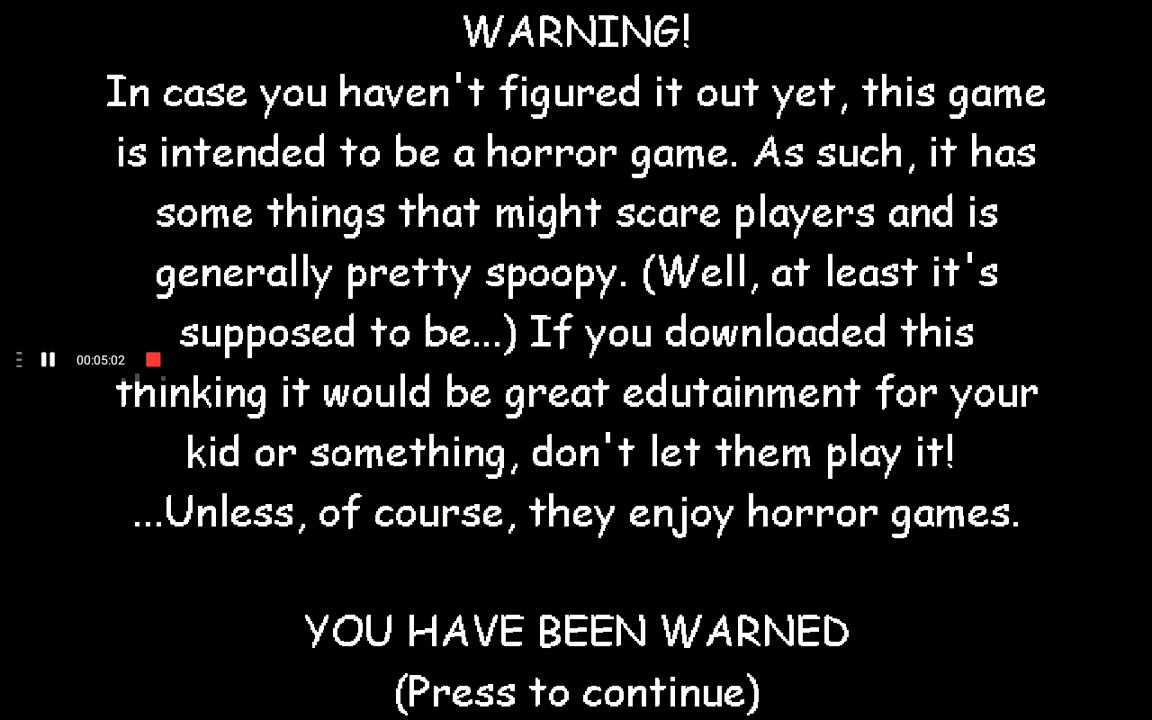 WARNING!
In case you haven't figured it out yet, this game
is intended to be a horror game. As such, it has
some things that might scare players and is
generally pretty spoopy. (Well, at least it's
supposed to be...) If you downloaded this
00:05:02
thinking it would be great edutainment for your
kid or something, don't let them play it!
...Unless, of course, they enjoy horror games.
YOU HAVE BEEN WARNED
(Press to continue)